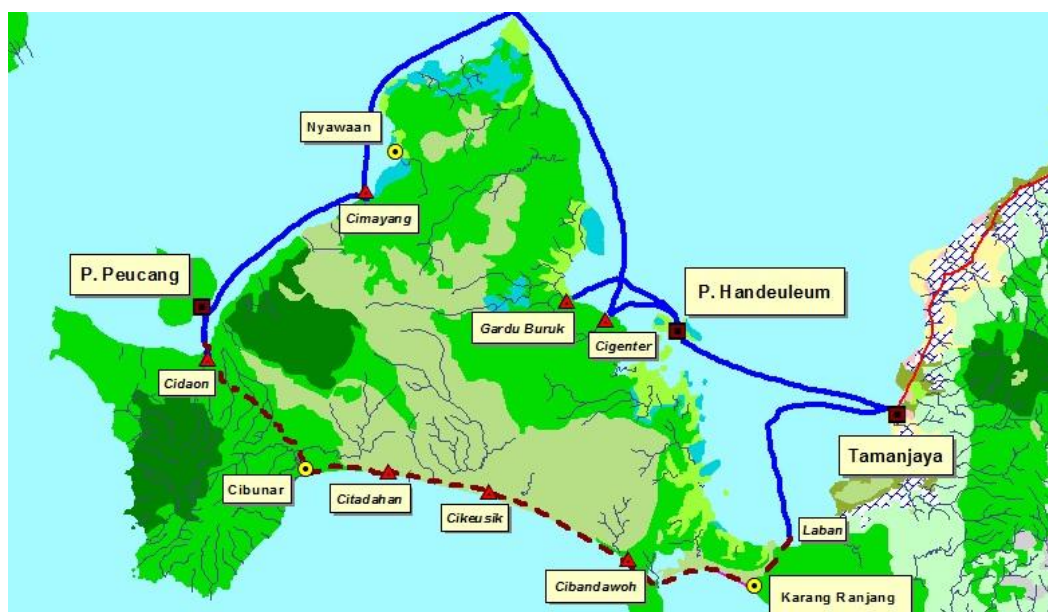 Nyawaan
Cimayang
P. Peucang
P. Handeuleum
Gardu Buruk
Cigenter
Cidaon
Tamanjaya
Cibunar
Citadahan
Cikeusik
Laban
Cibandawoh
Karang Ranjang